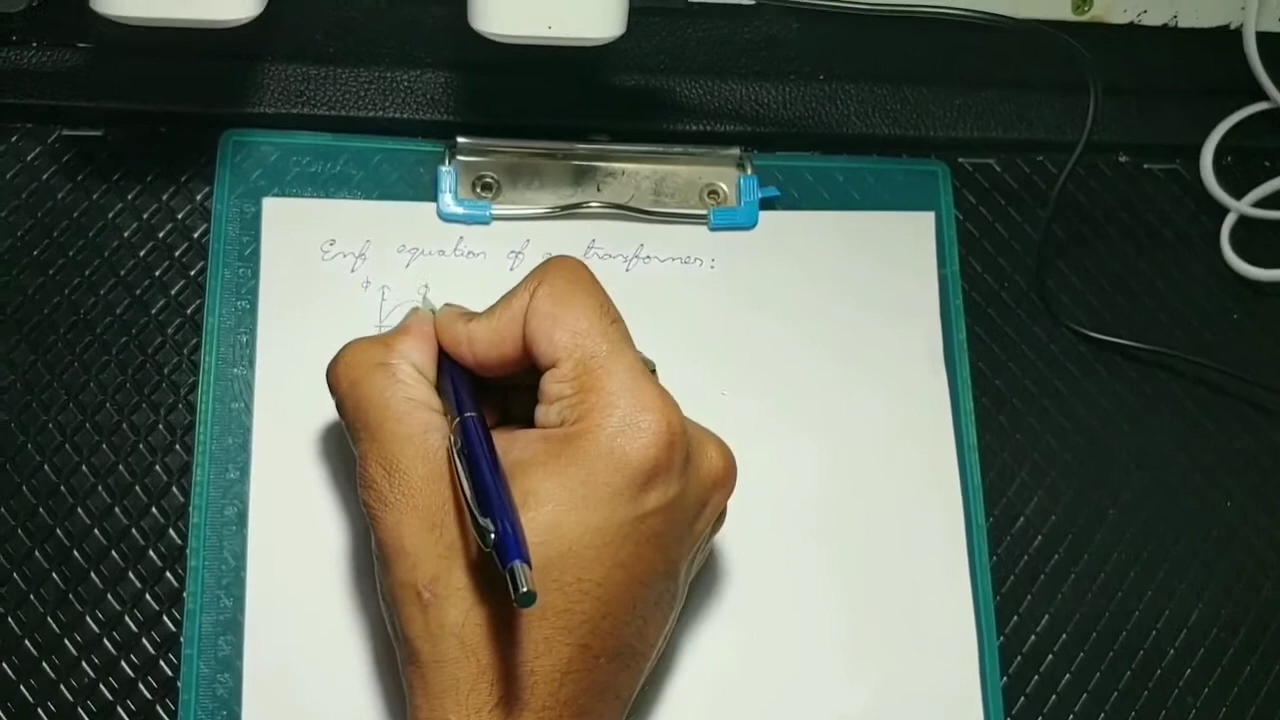 Emf equation of a transformer:
ϕ ϕ